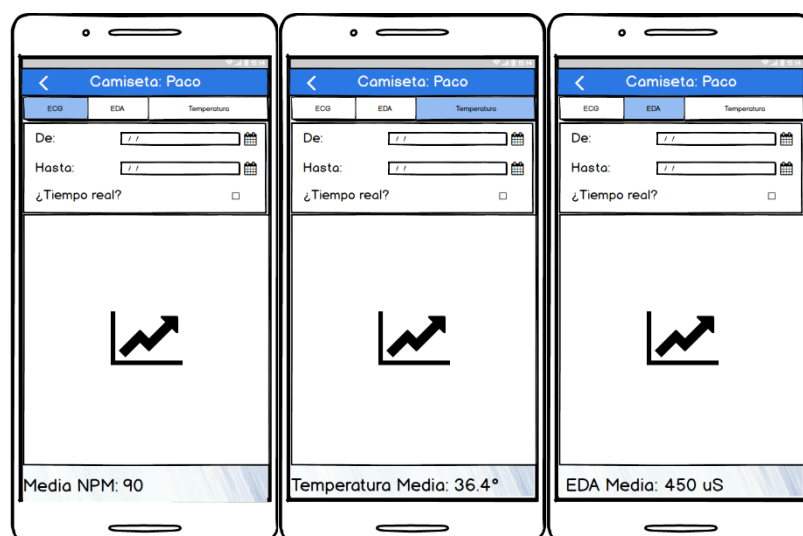 Camiseta: Paco
ECG EDA Temperatura
De: / /
Hasta: / /
¿Tiempo real?
Media NPM: 90
Camiseta: Paco
ECG EDA Temperatura
De: / /
Hasta: / /
¿Tiempo real?
Temperatura Media: 36.4°
Camiseta: Paco
ECG EDA Temperatura
De: / /
Hasta: / /
¿Tiempo real?
EDA Media: 450 uS